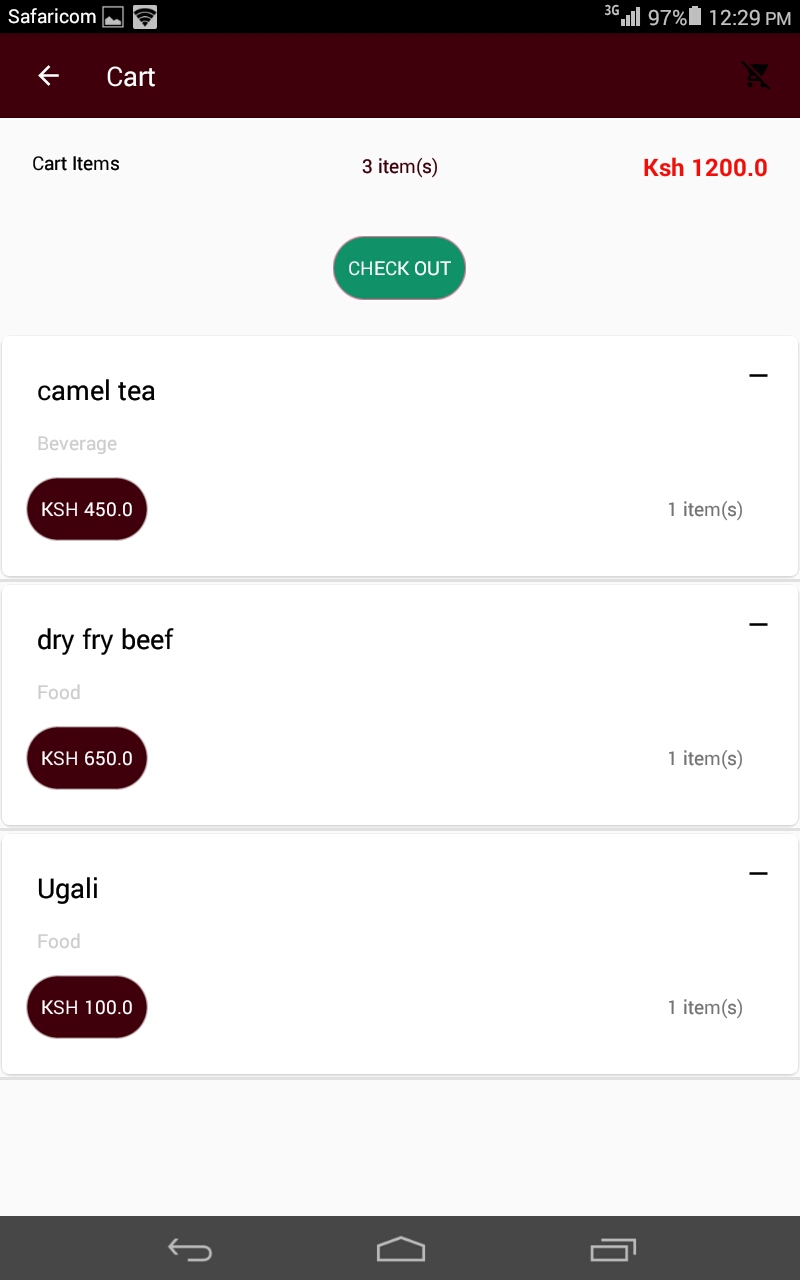 Safaricom 3G 97% 12:29 PM
Cart
Cart Items 3 item(s) Ksh 1200.0
CHECK OUT
camel tea
Beverage
KSH 450.0 1 item(s)
dry fry beef
Food
KSH 650.0 1 item(s)
Ugali
Food
KSH 100.0 1 item(s)